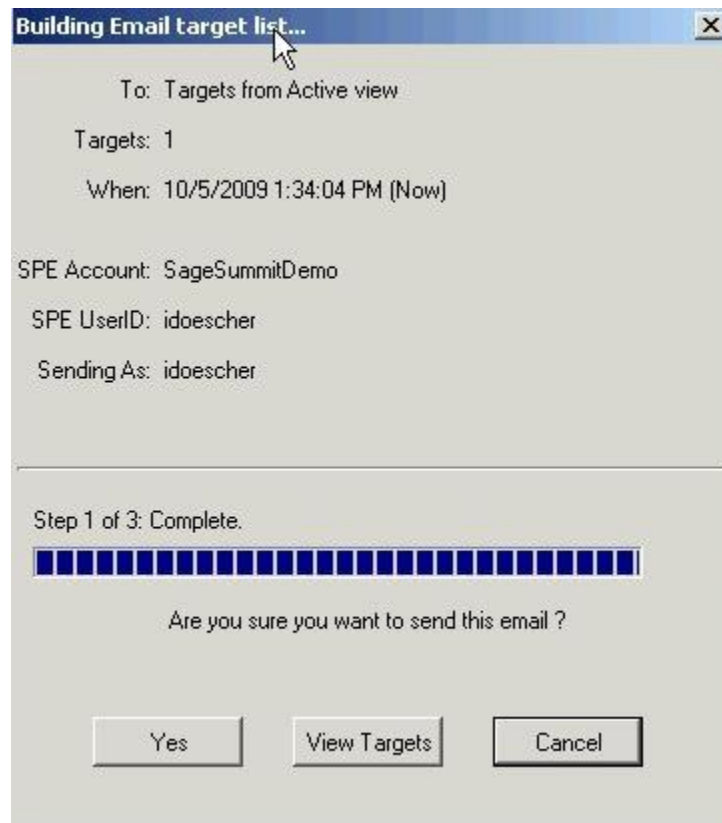 Building Email target list...
To: Targets from Active view
Targets: 1
When: 10/5/2009 1:34:04 PM (Now)
SPE Account: SageSummitDemo
SPE UserID: idoescher
Sending As: idoescher
Step 1 of 3: Complete.
Are you sure you want to send this email ?
Yes View Targets Cancel